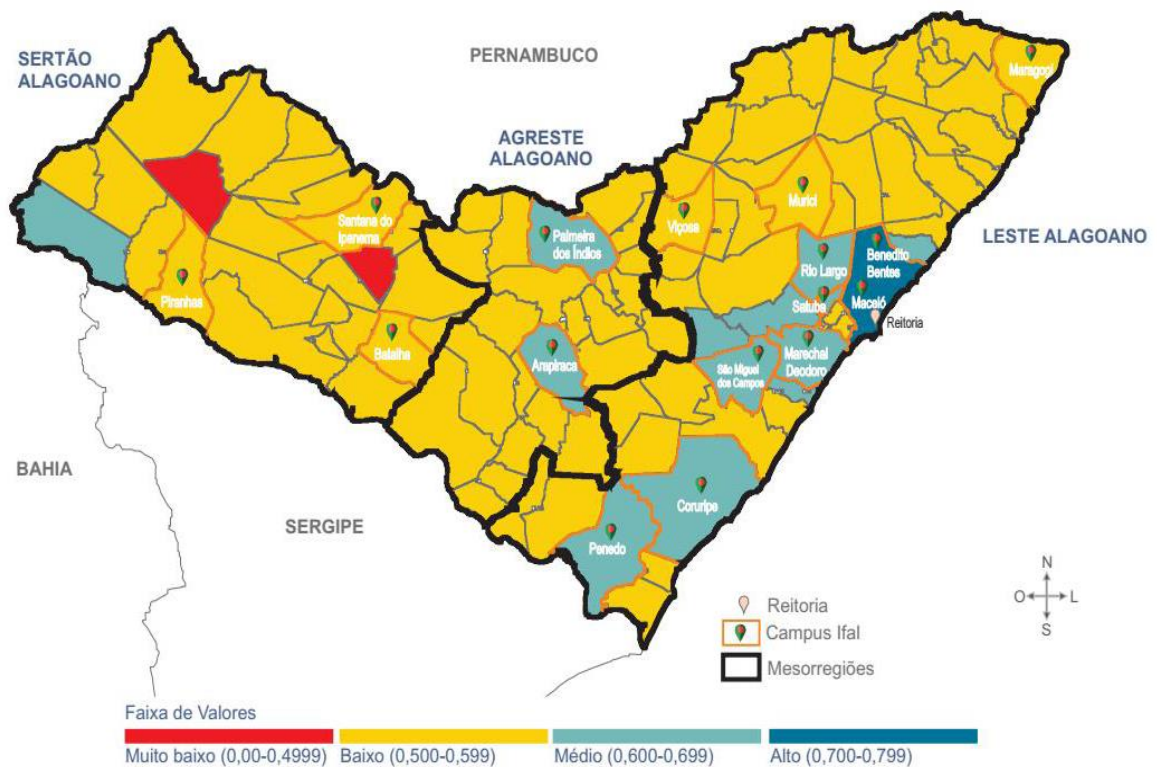 SERTÃO
ALAGOANO
PERNAMBUCO
AGRESTE
ALAGOANO
LESTE ALAGOANO
Maragogi
Murici
Viçosa
Santana do
Ipanema
Palmeira
dos Índios
Rio Largo
Benedito
Bentes
Satuba
Maceió
Reitoria
Piranhas
Batalha
Arapiraca
São Miguel
dos Campos
Marechal
Deodoro
BAHIA
SERGIPE
Coruripe
Penedo
Reitoria
Campus Ifal
Mesorregiões
N
O
L
S
Faixa de Valores
Muito baixo (0,00-0,4999)
Baixo (0,500-0,599)
Médio (0,600-0,699)
Alto (0,700-0,799)